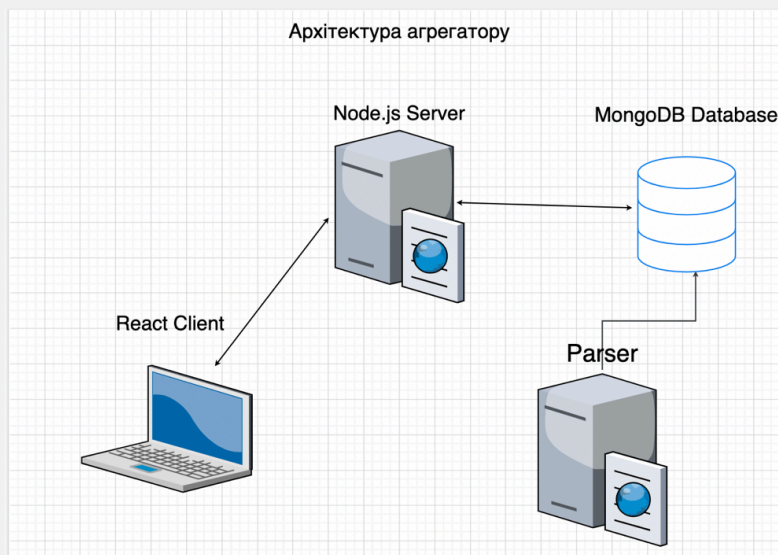 Архітектура агрегатору
Node.js Server
MongoDB Database
React Client
Parser